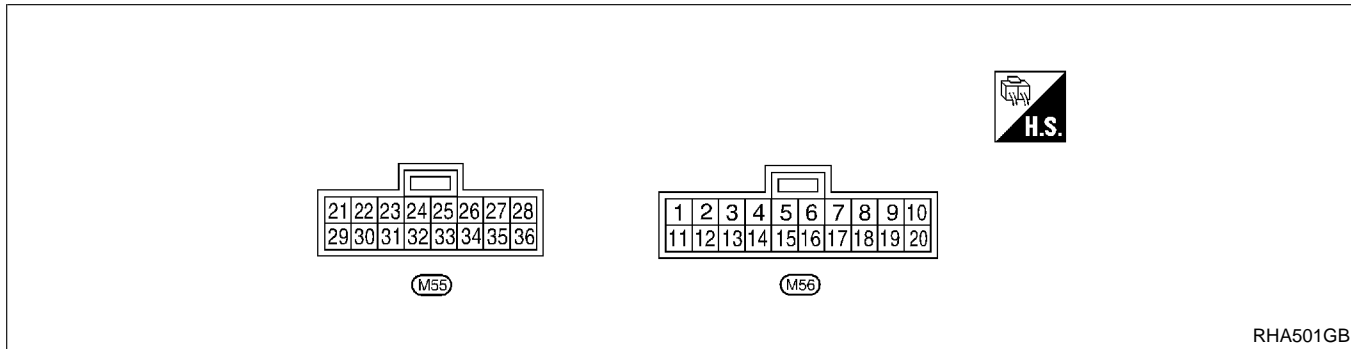 H.S.
21 22 23 24 25 26 27 28
29 30 31 32 33 34 35 36
M55
1 2 3 4 5 6 7 8 9 10
11 12 13 14 15 16 17 18 19 20
M56
RHA501GB